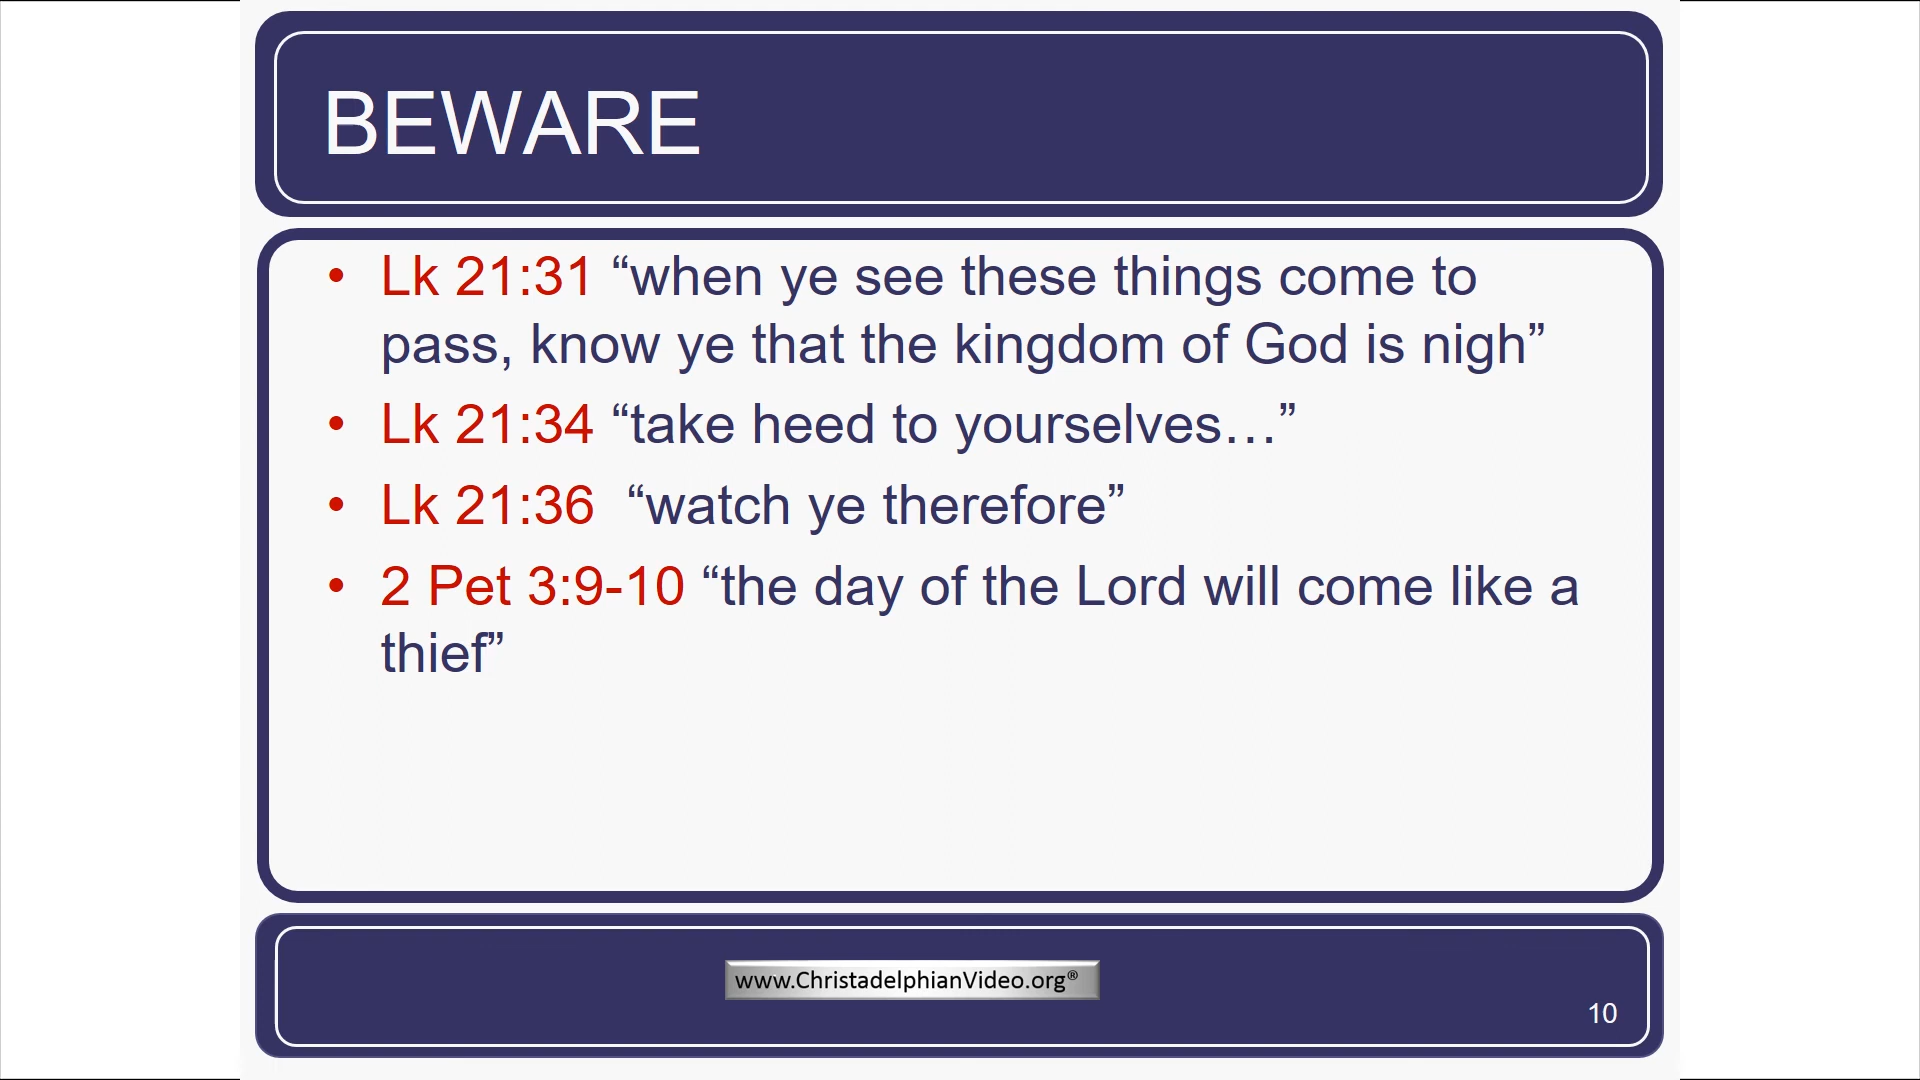 BEWARE
• Lk 21:31 “when ye see these things come to
pass, know ye that the kingdom of God is nigh”
• Lk 21:34 “take heed to yourselves…”
• Lk 21:36  “watch ye therefore”
• 2 Pet 3:9-10 “the day of the Lord will come like a
thief”
www.ChristadelphianVideo.org®
10